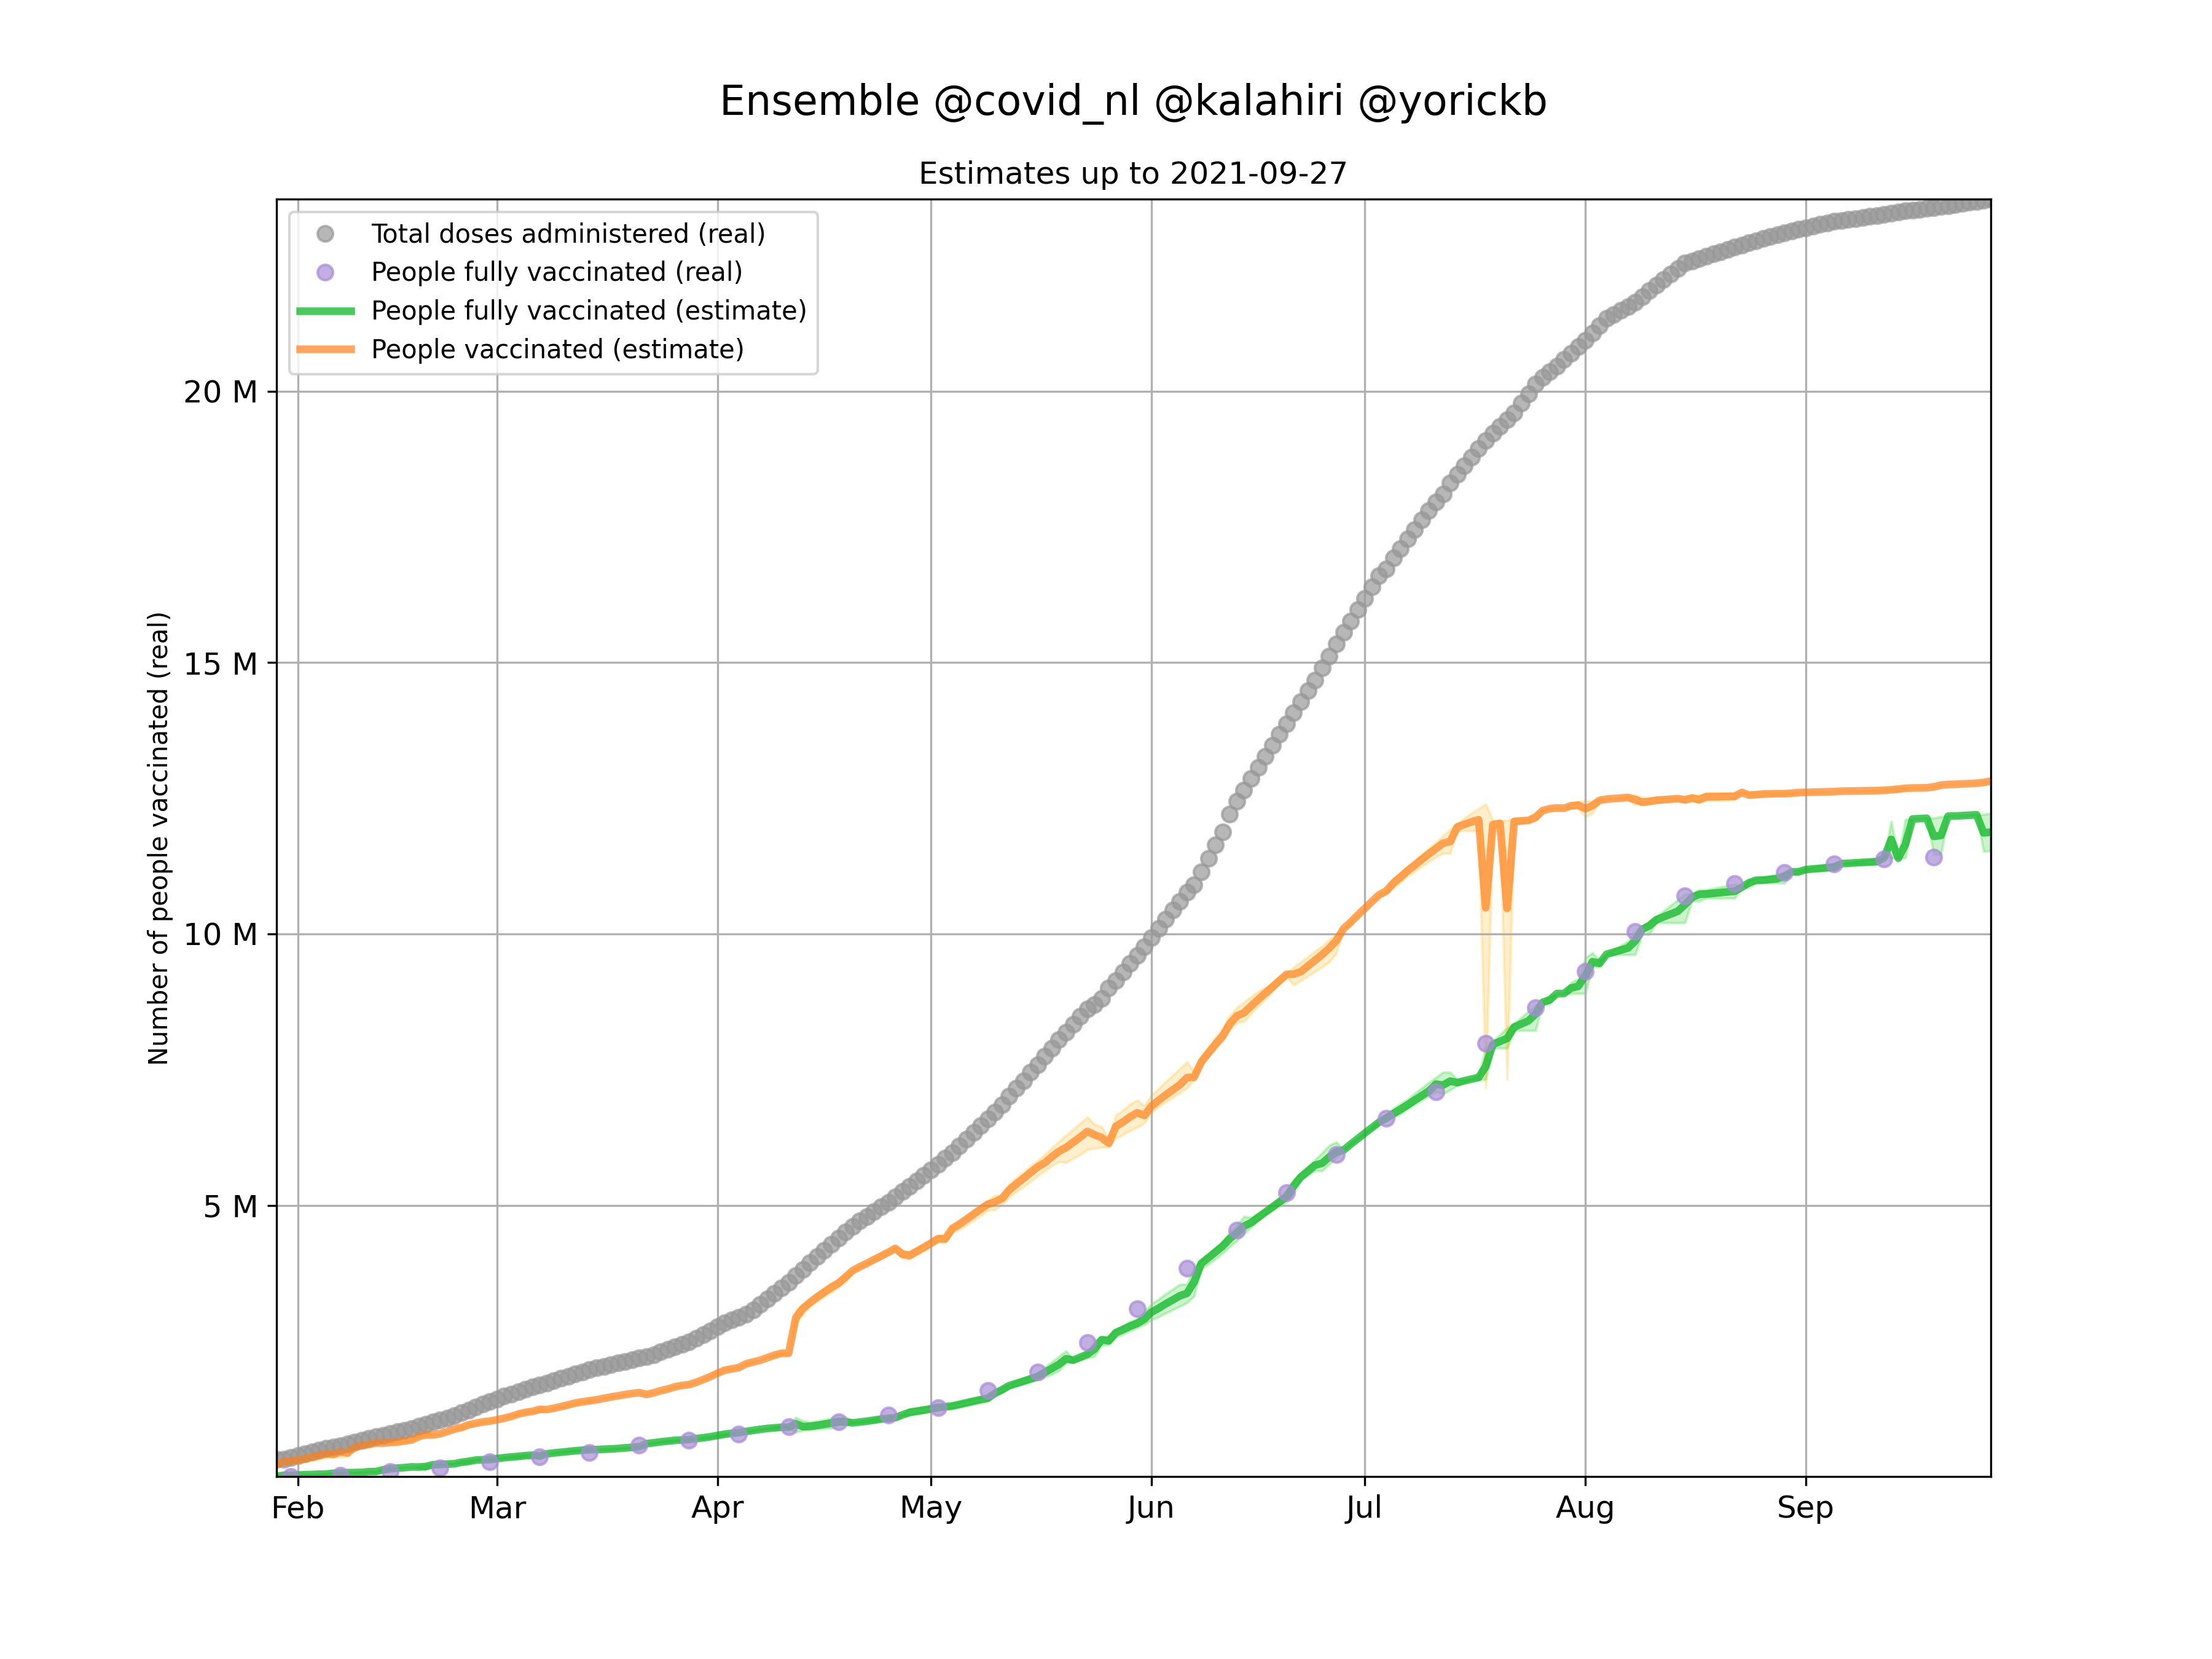 Ensemble @covid_nl @kalahiri @yorickb
Estimates up to 2021-09-27
Total doses administered (real)
People fully vaccinated (real)
People fully vaccinated (estimate)
People vaccinated (estimate)
Number of people vaccinated (real)
20 M
15 M
10 M
5 M
Feb Mar Apr May Jun Jul Aug Sep